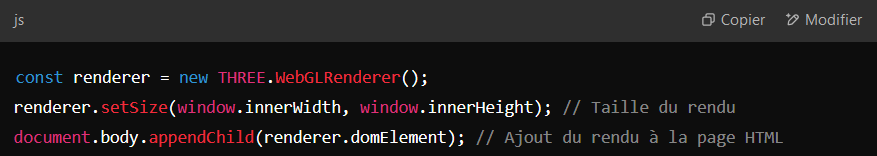 js Copier Modifier
const renderer = new THREE.WebGLRenderer();
renderer.setSize(window.innerWidth, window.innerHeight); // Taille du rendu
document.body.appendChild(renderer.domElement); // Ajout du rendu à la page HTML